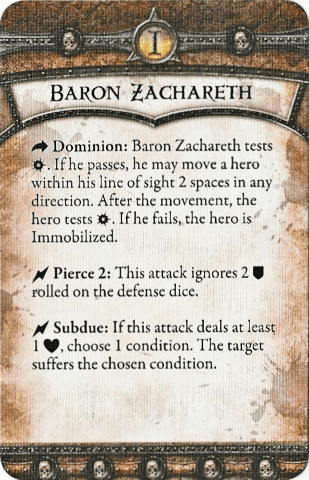 I
BARON ZACHARETH
Dominion: Baron Zachareth tests
. If he passes, he may move a hero
within his line of sight 2 spaces in any
direction. After the movement, the
hero tests . If he fails, the hero is
Immobilized.
Pierce 2: This attack ignores 2
rolled on the defense dice.
Subdue: If this attack deals at least
1 ♥, choose 1 condition. The target
suffers the chosen condition.